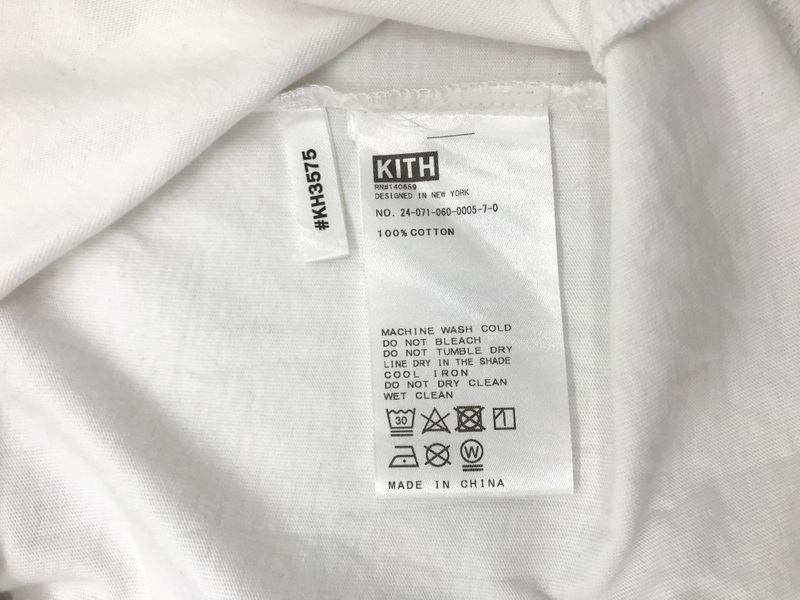 #KH3575
KITH
RN#140659
DESIGNED IN NEW YORK
NO. 24-071-060-0005-7-0
100% COTTON
MACHINE WASH COLD
DO NOT BLEACH
DO NOT TUMBLE DRY
LINE DRY IN THE SHADE
COOL IRON
DO NOT DRY CLEAN
WET CLEAN
30
W
MADE IN CHINA